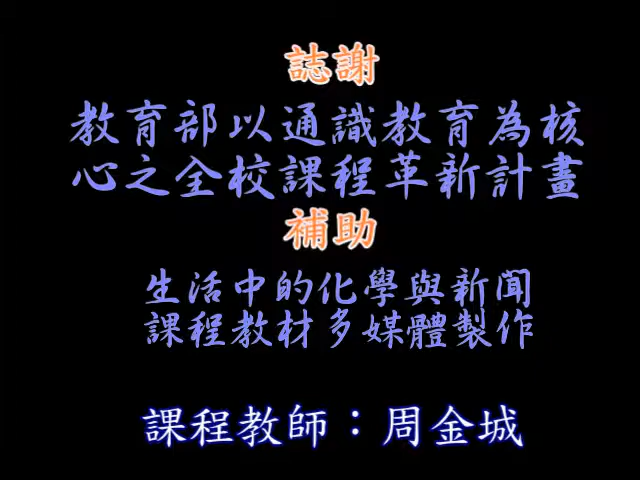 誌謝
教育部以通識教育為核
心之全校課程革新計畫
補助
生活中的化學與新聞
課程教材多媒體製作
課程教師：周金城